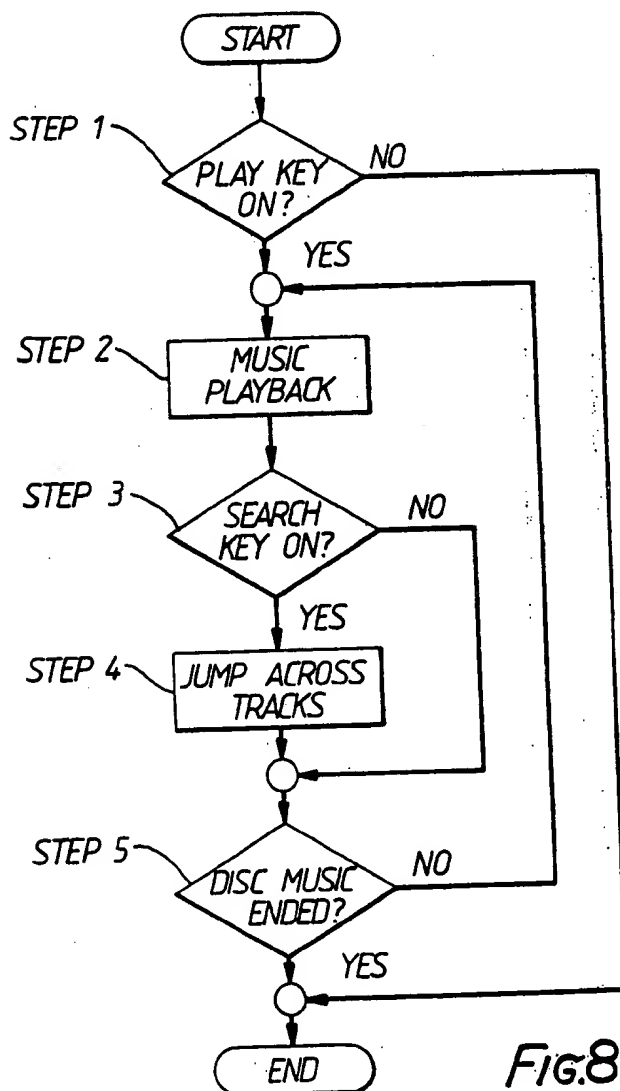 START
STEP 1
PLAY KEY
ON?
NO
YES
STEP 2
MUSIC
PLAYBACK
STEP 3
SEARCH
KEY ON?
NO
YES
STEP 4
JUMP ACROSS
TRACKS
STEP 5
DISC MUSIC
ENDED?
NO
YES
END
FIG.8